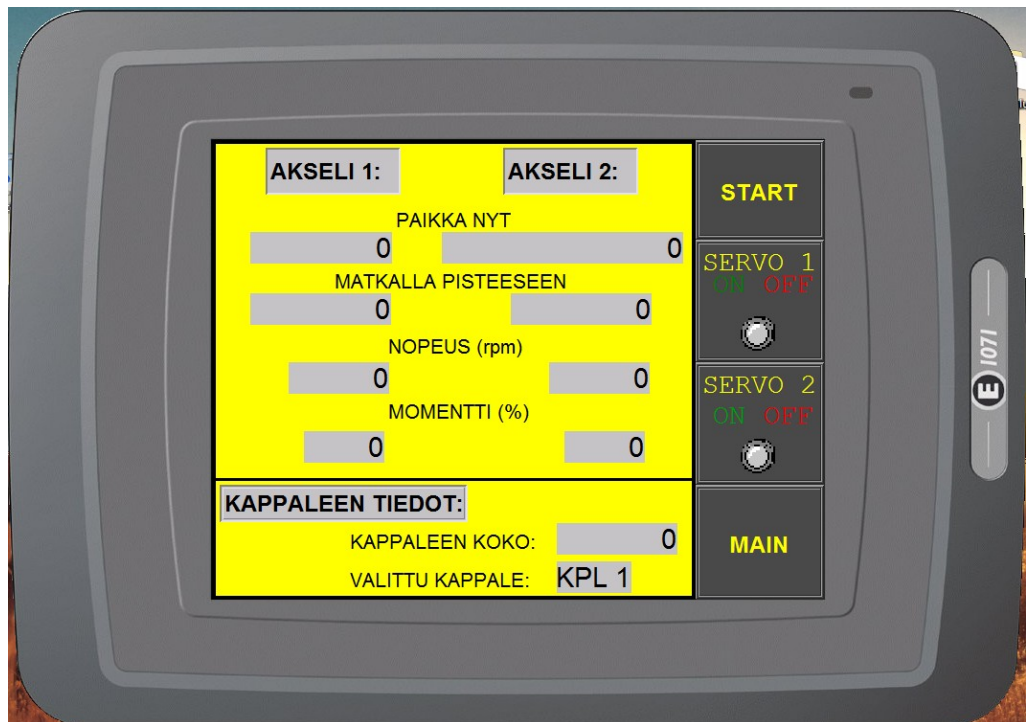 AKSELI 1: AKSELI 2:
PAIKKA NYT
0 0
MATKALLA PISTEESEEN
0 0
NOPEUS (rpm)
0 0
MOMENTTI (%)
0 0
KAPPALEEN TIEDOT:
KAPPALEEN KOKO: 0
VALITTU KAPPALE: KPL 1
START
SERVO 1
ON OFF
SERVO 2
ON OFF
MAIN
E 1071